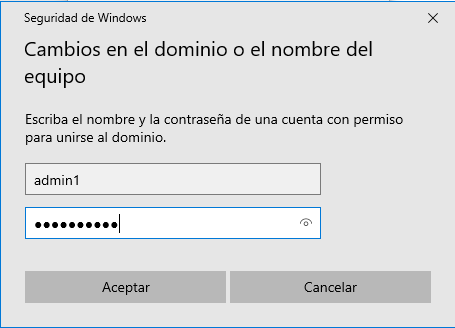 Seguridad de Windows
Cambios en el dominio o el nombre del
equipo
Escriba el nombre y la contraseña de una cuenta con permiso
para unirse al dominio.
admin1
●●●●●●●●●●
Aceptar
Cancelar